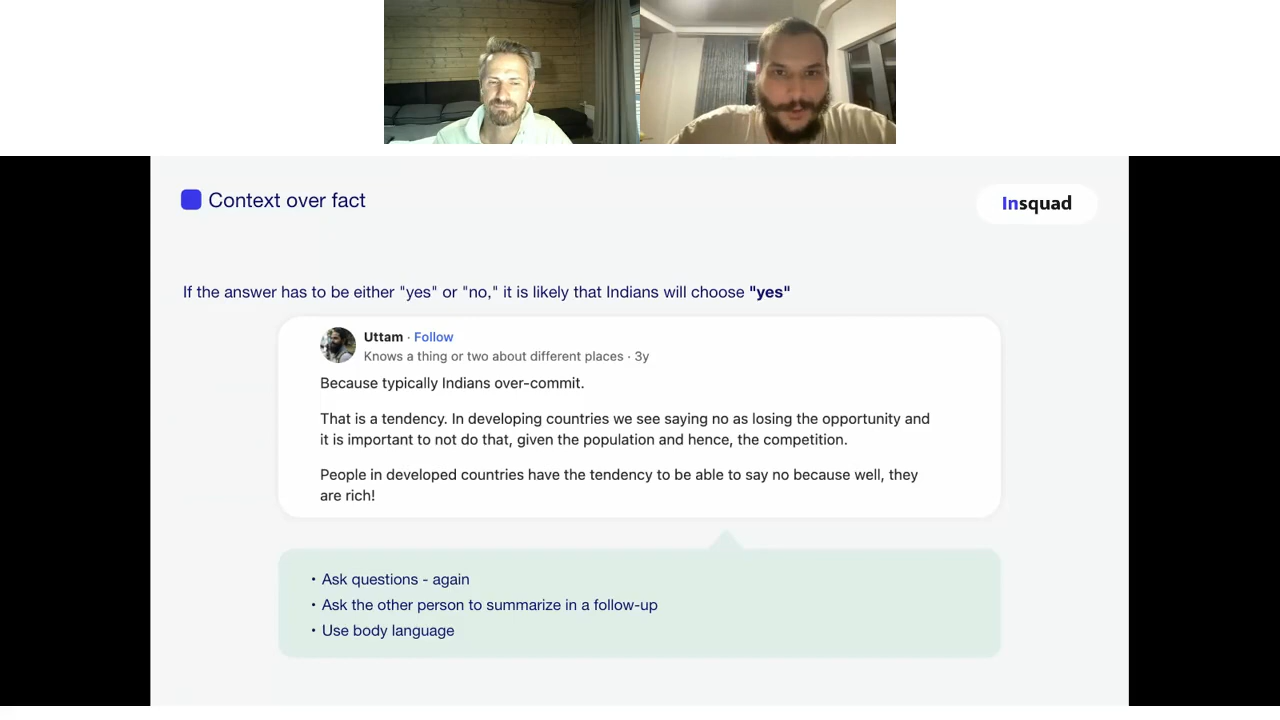 Context over fact
Insquad
If the answer has to be either "yes" or "no," it is likely that Indians will choose "yes"
Uttam · Follow
Knows a thing or two about different places · 3y
Because typically Indians over-commit.
That is a tendency. In developing countries we see saying no as losing the opportunity and
it is important to not do that, given the population and hence, the competition.
People in developed countries have the tendency to be able to say no because well, they
are rich!
• Ask questions - again
• Ask the other person to summarize in a follow-up
• Use body language